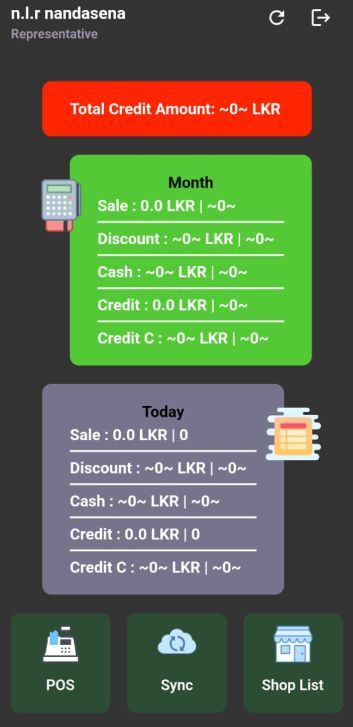 n.l.r nandasena
Representative
Total Credit Amount: ~0~ LKR
Month
Sale : 0.0 LKR | ~0~
Discount : ~0~ LKR | ~0~
Cash : ~0~ LKR | ~0~
Credit : 0.0 LKR | ~0~
Credit C : ~0~ LKR | ~0~
Today
Sale : 0.0 LKR | 0
Discount : ~0~ LKR | ~0~
Cash : ~0~ LKR | ~0~
Credit : 0.0 LKR | 0
Credit C : ~0~ LKR | ~0~
POS
Sync
Shop List